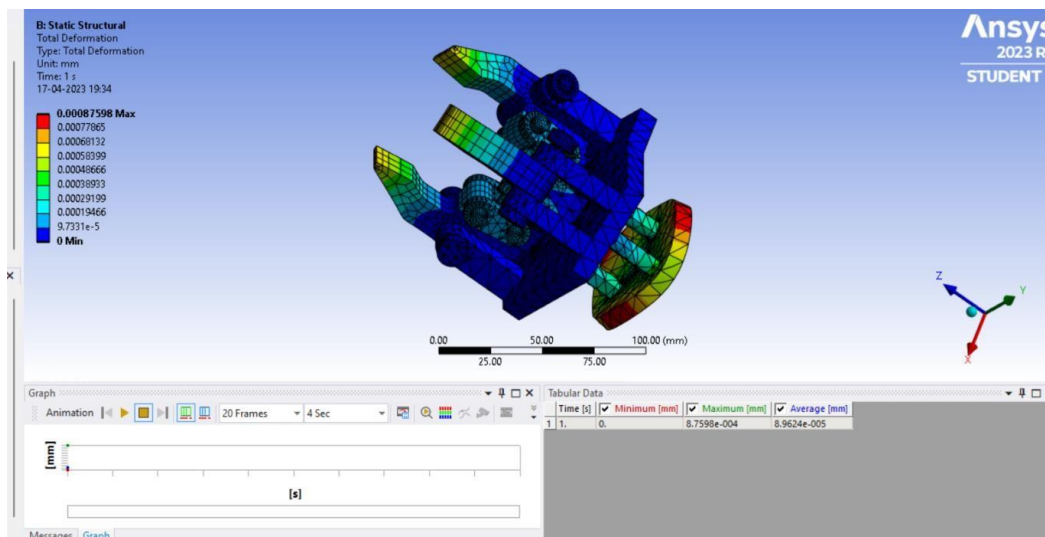 B: Static Structural
Total Deformation
Type: Total Deformation
Unit: mm
Time: 1 s
17-04-2023 19:34
0.00087598 Max
0.00077865
0.00068132
0.00058399
0.00048666
0.00038933
0.00029199
0.00019466
9.7331e-5
0 Min
Ansys
2023 R
STUDENT
Z
Y
X
0.00 50.00 100.00 (mm)
25.00 75.00
Graph
Animation 20 Frames 4 Sec
[mm]
[s]
Messages Graph
Tabular Data
Time [s] Minimum [mm] Maximum [mm] Average [mm]
1 1. 0. 8.7598e-004 8.9624e-005